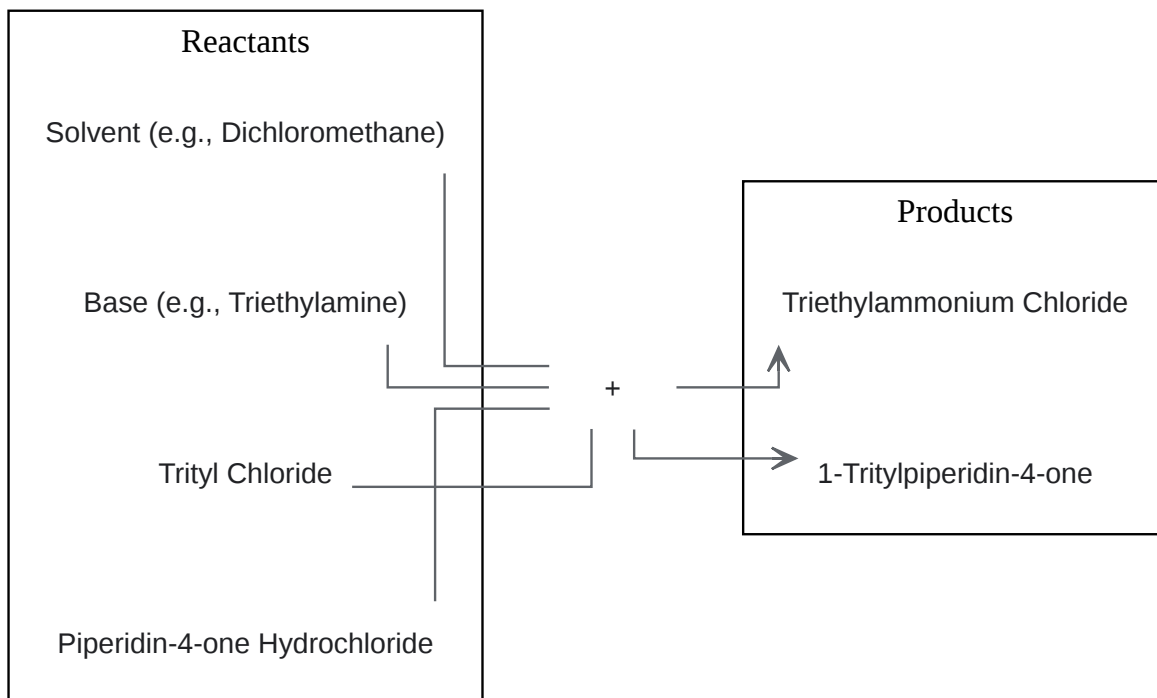 Reactants
Solvent (e.g., Dichloromethane)
Base (e.g., Triethylamine)
Trityl Chloride
Piperidin-4-one Hydrochloride
+
Products
Triethylammonium Chloride
1-Tritylpiperidin-4-one